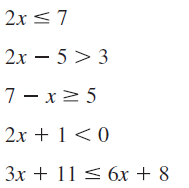 2x ≤ 7
2x − 5 > 3
7 − x ≥ 5
2x + 1 < 0
3x + 11 ≤ 6x + 8